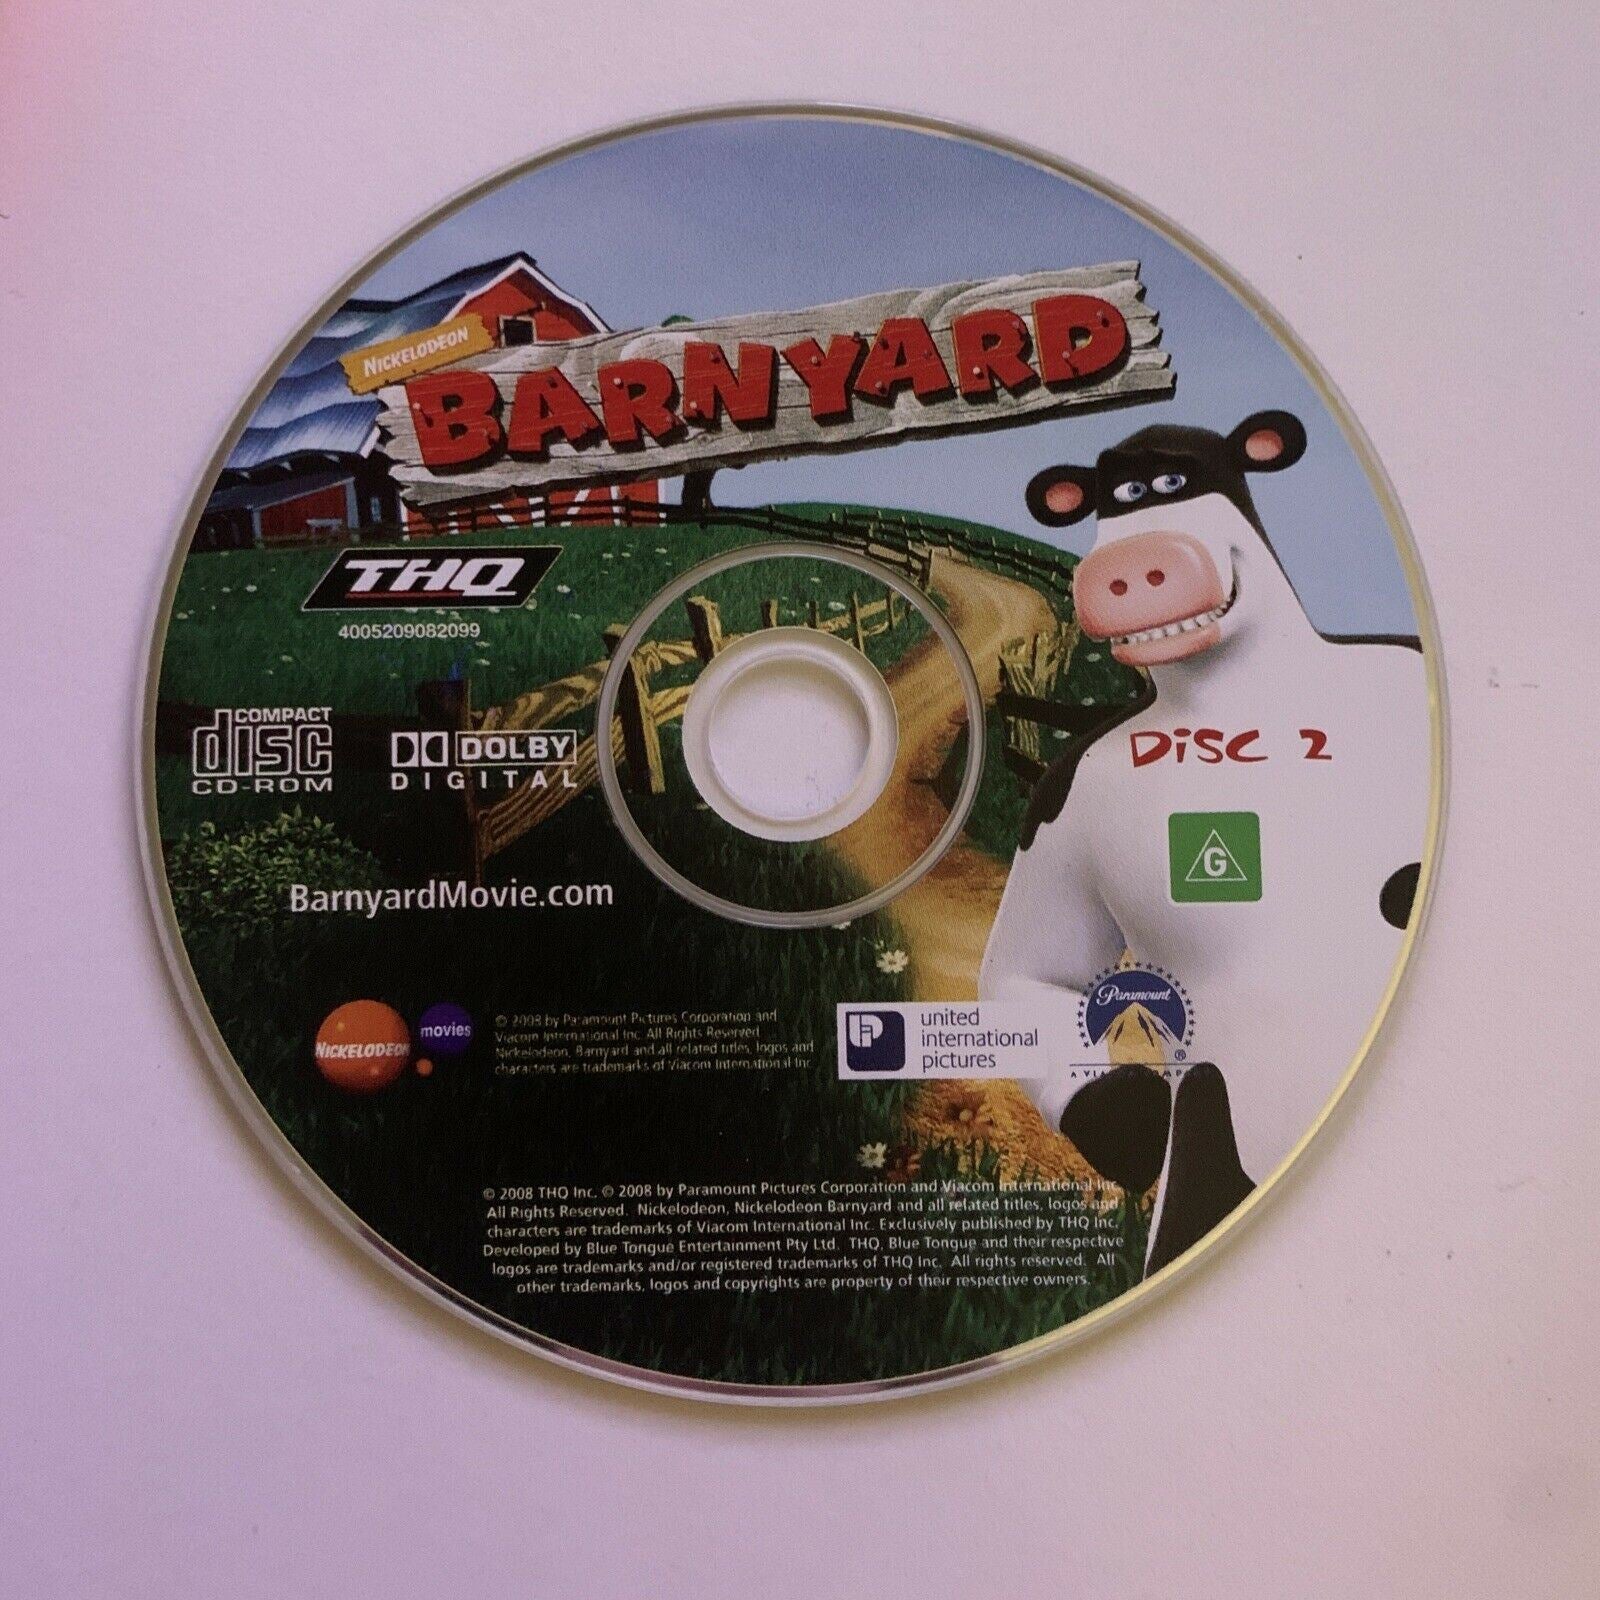 NICKELODEON
BARNYARD
THQ
4005209082099
COMPACT
disc
CD-ROM
DOLBY
DIGITAL
DiSC 2
G
BarnyardMovie.com
NICKELODEON
movies
© 2008 by Paramount Pictures Corporation and
Viacom International Inc. All Rights Reserved.
Nickelodeon, Barnyard and all related titles, logos and
characters are trademarks of Viacom International Inc.
united
international
pictures
Paramount
®
© 2008 THQ Inc. © 2008 by Paramount Pictures Corporation and Viacom International Inc.
All Rights Reserved. Nickelodeon, Nickelodeon Barnyard and all related titles, logos and
characters are trademarks of Viacom International Inc. Exclusively published by THQ Inc.
Developed by Blue Tongue Entertainment Pty Ltd. THQ, Blue Tongue and their respective
logos are trademarks and/or registered trademarks of THQ Inc. All rights reserved. All
other trademarks, logos and copyrights are property of their respective owners.